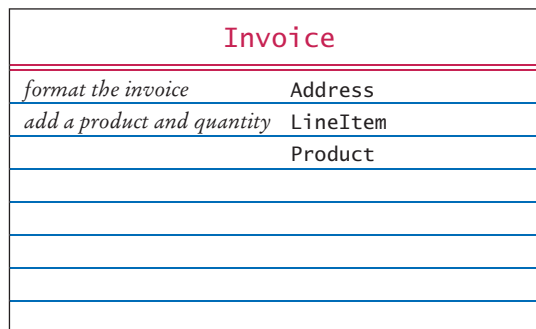 Invoice
format the invoice Address
add a product and quantity LineItem
Product